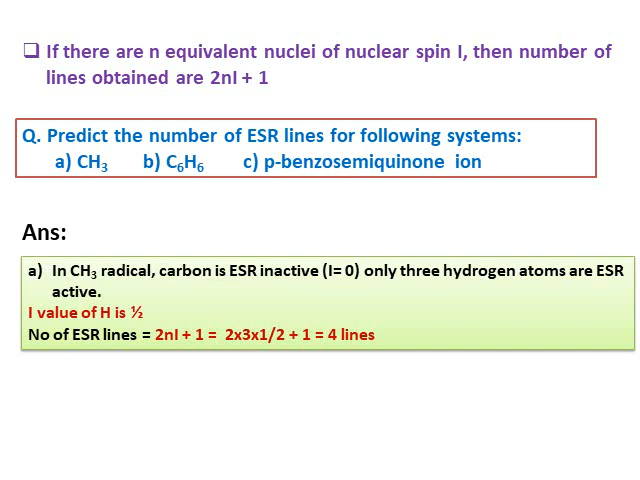 ❑ If there are n equivalent nuclei of nuclear spin I, then number of
lines obtained are 2nI + 1
Q. Predict the number of ESR lines for following systems:
a) CH₃ b) C₆H₆ c) p-benzosemiquinone ion
Ans:
a) In CH₃ radical, carbon is ESR inactive (I= 0) only three hydrogen atoms are ESR
active.
I value of H is ½
No of ESR lines = 2nI + 1 = 2x3x1/2 + 1 = 4 lines